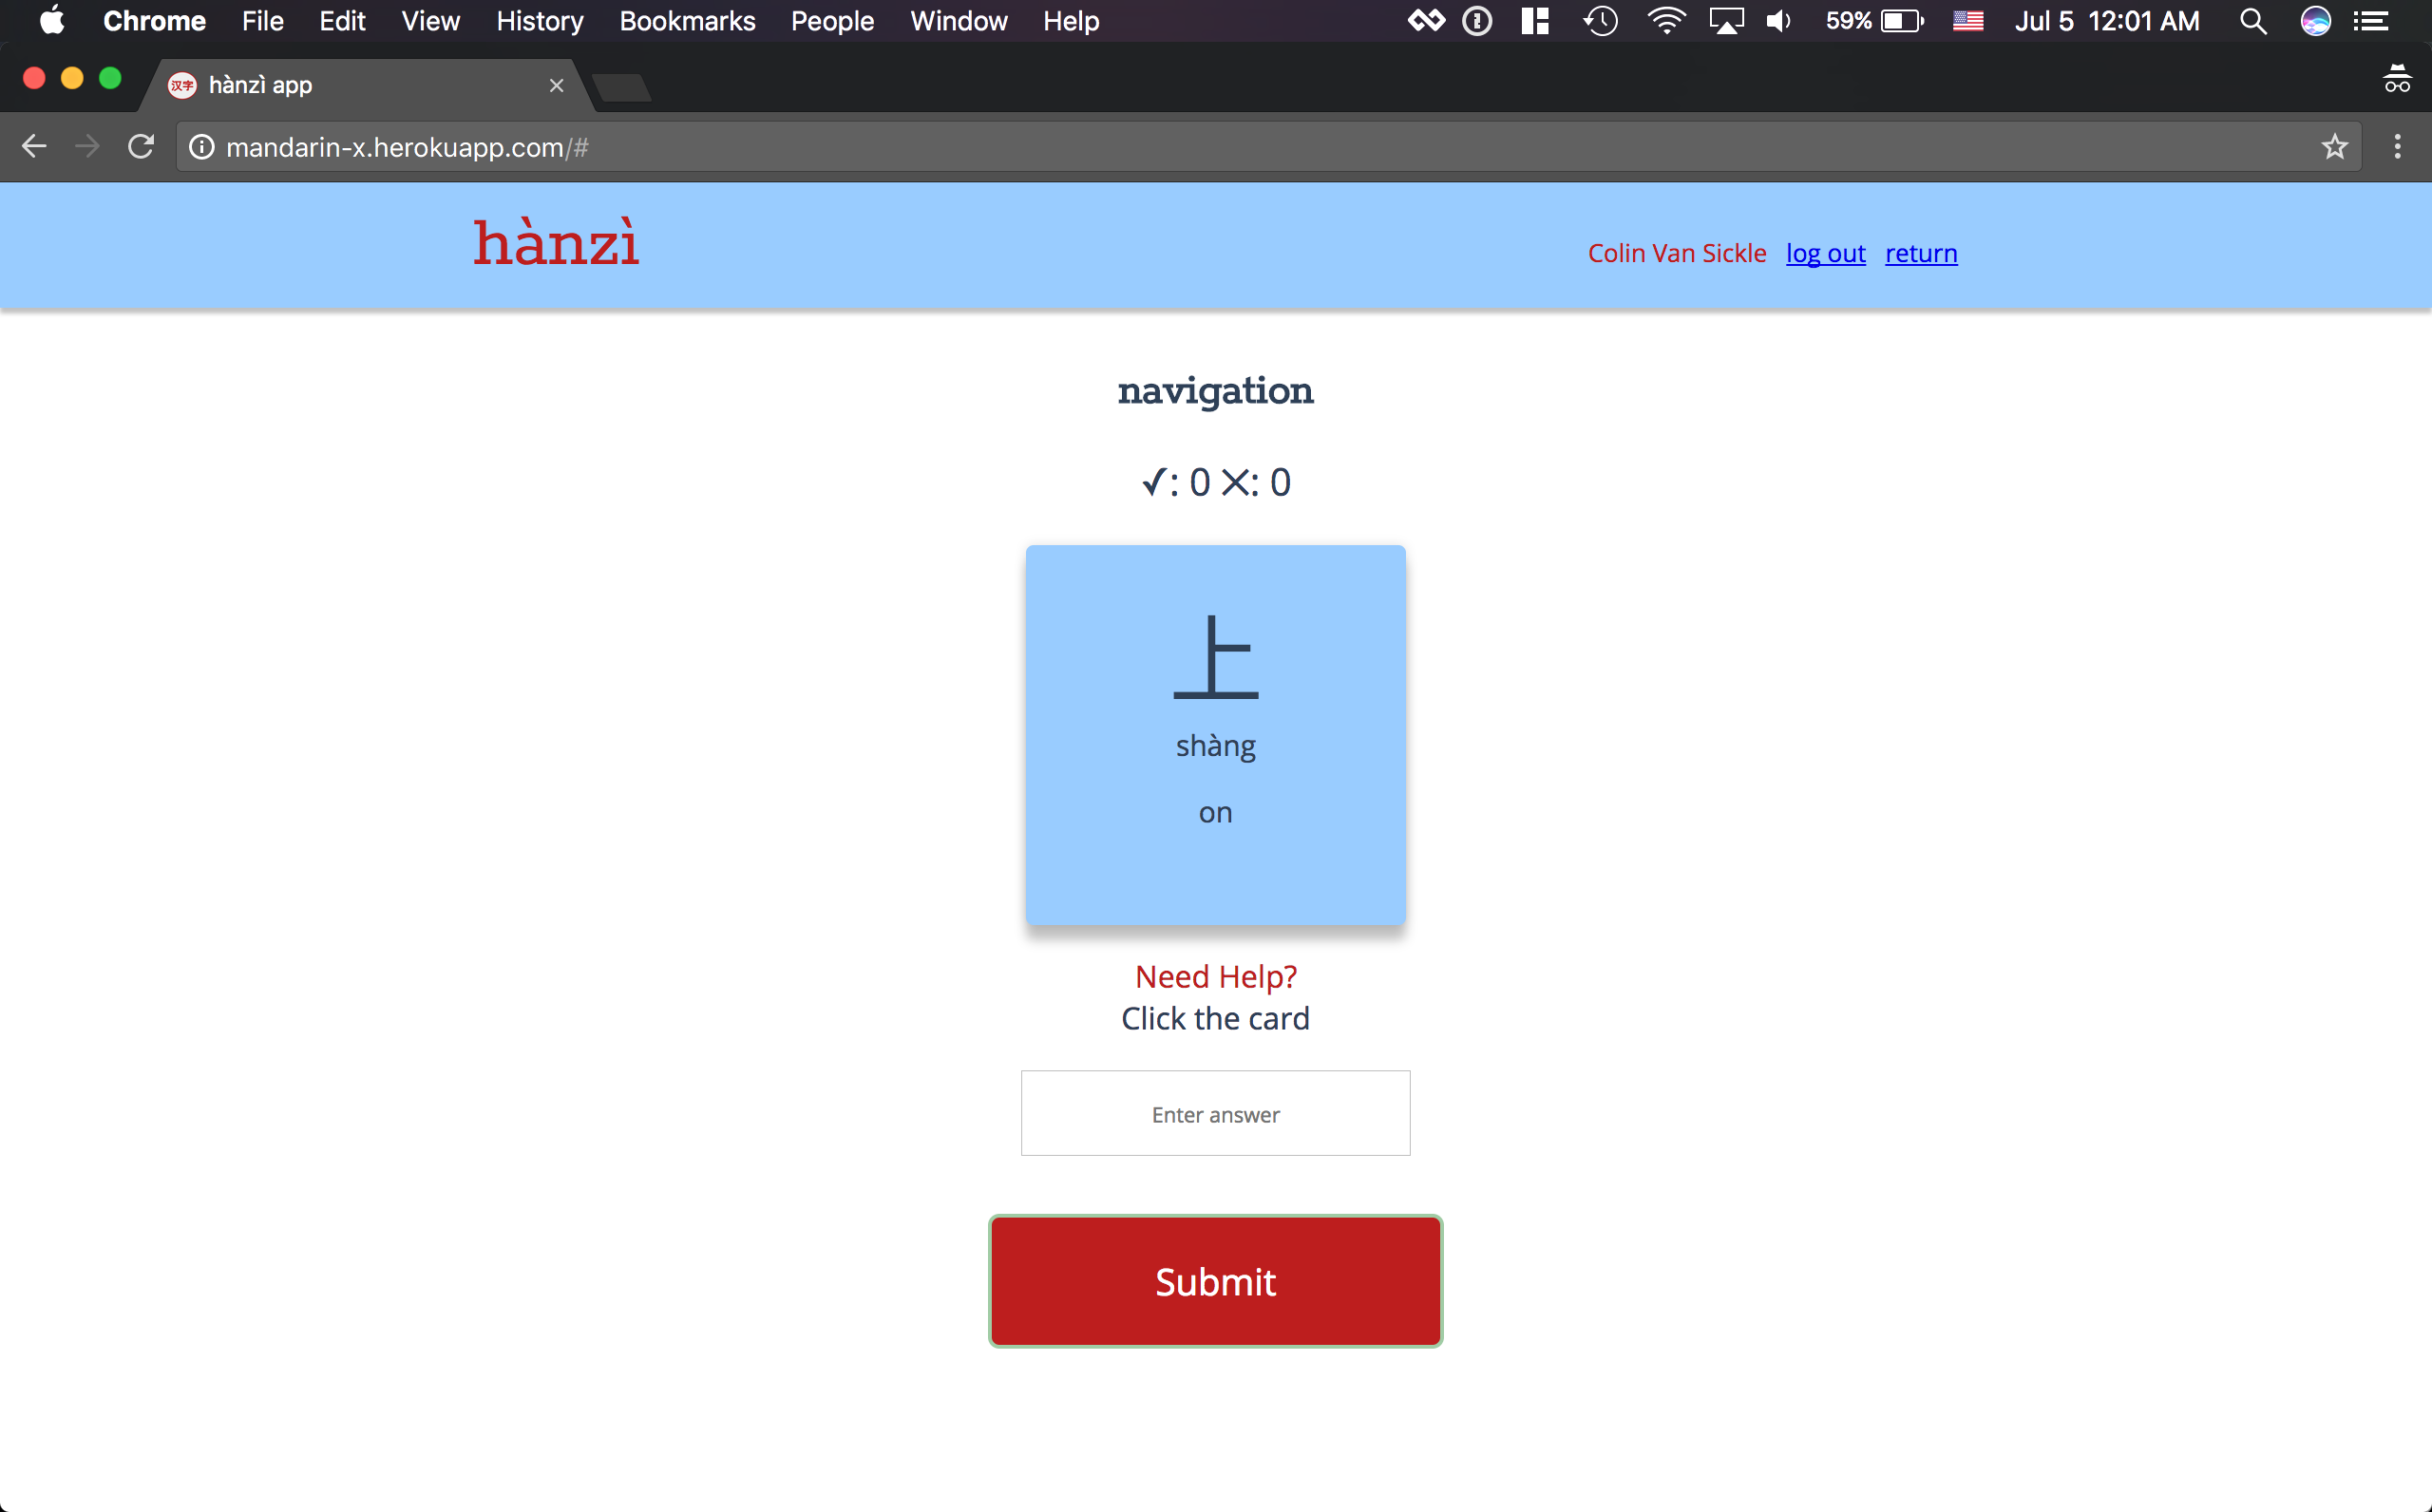 Chrome File Edit View History Bookmarks People Window Help 59% Jul 5 12:01 AM
汉字 hànzì app
mandarin-x.herokuapp.com/#
hànzì
Colin Van Sickle log out return
navigation
✓: 0 ✕: 0
上
shàng
on
Need Help?
Click the card
Enter answer
Submit